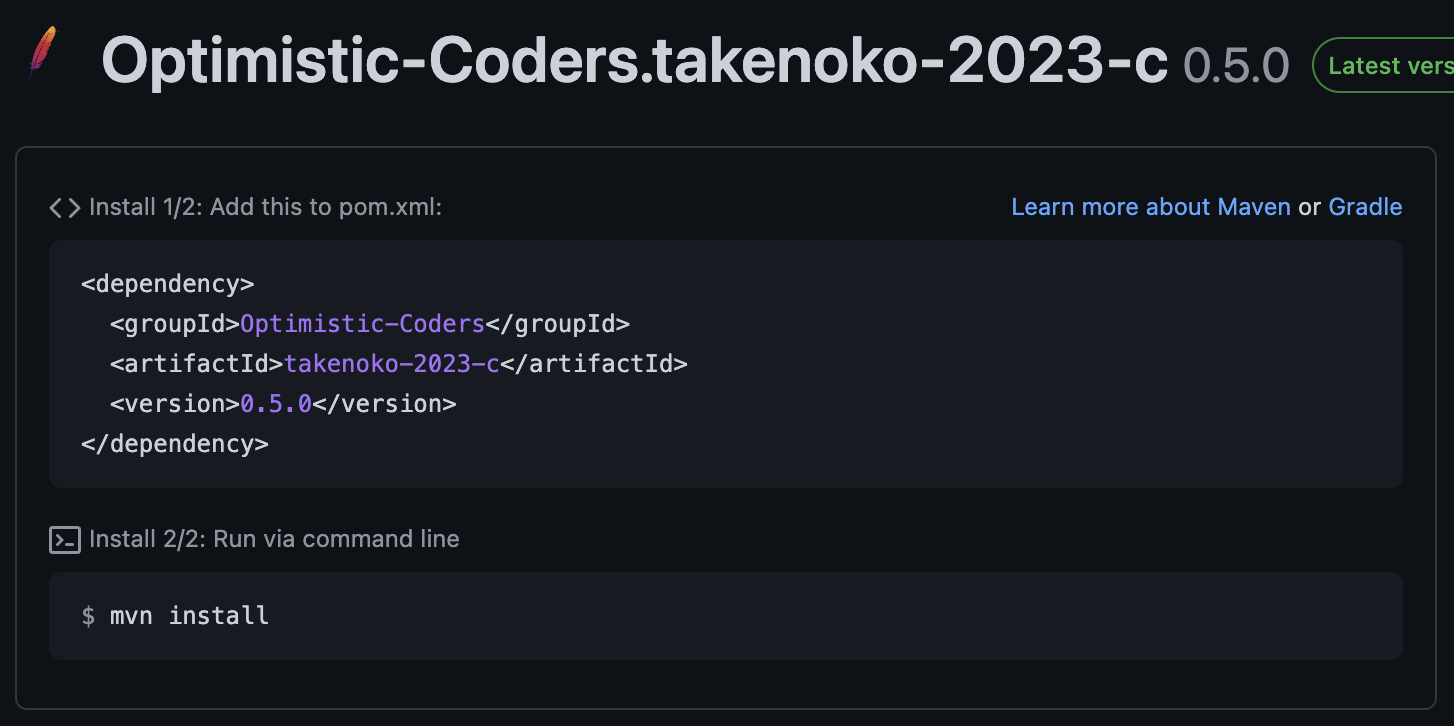 Optimistic-Coders.takenoko-2023-c 0.5.0 Latest vers
Install 1/2: Add this to pom.xml:
Learn more about Maven or Gradle
<dependency>
  <groupId>Optimistic-Coders</groupId>
  <artifactId>takenoko-2023-c</artifactId>
  <version>0.5.0</version>
</dependency>
Install 2/2: Run via command line
$ mvn install